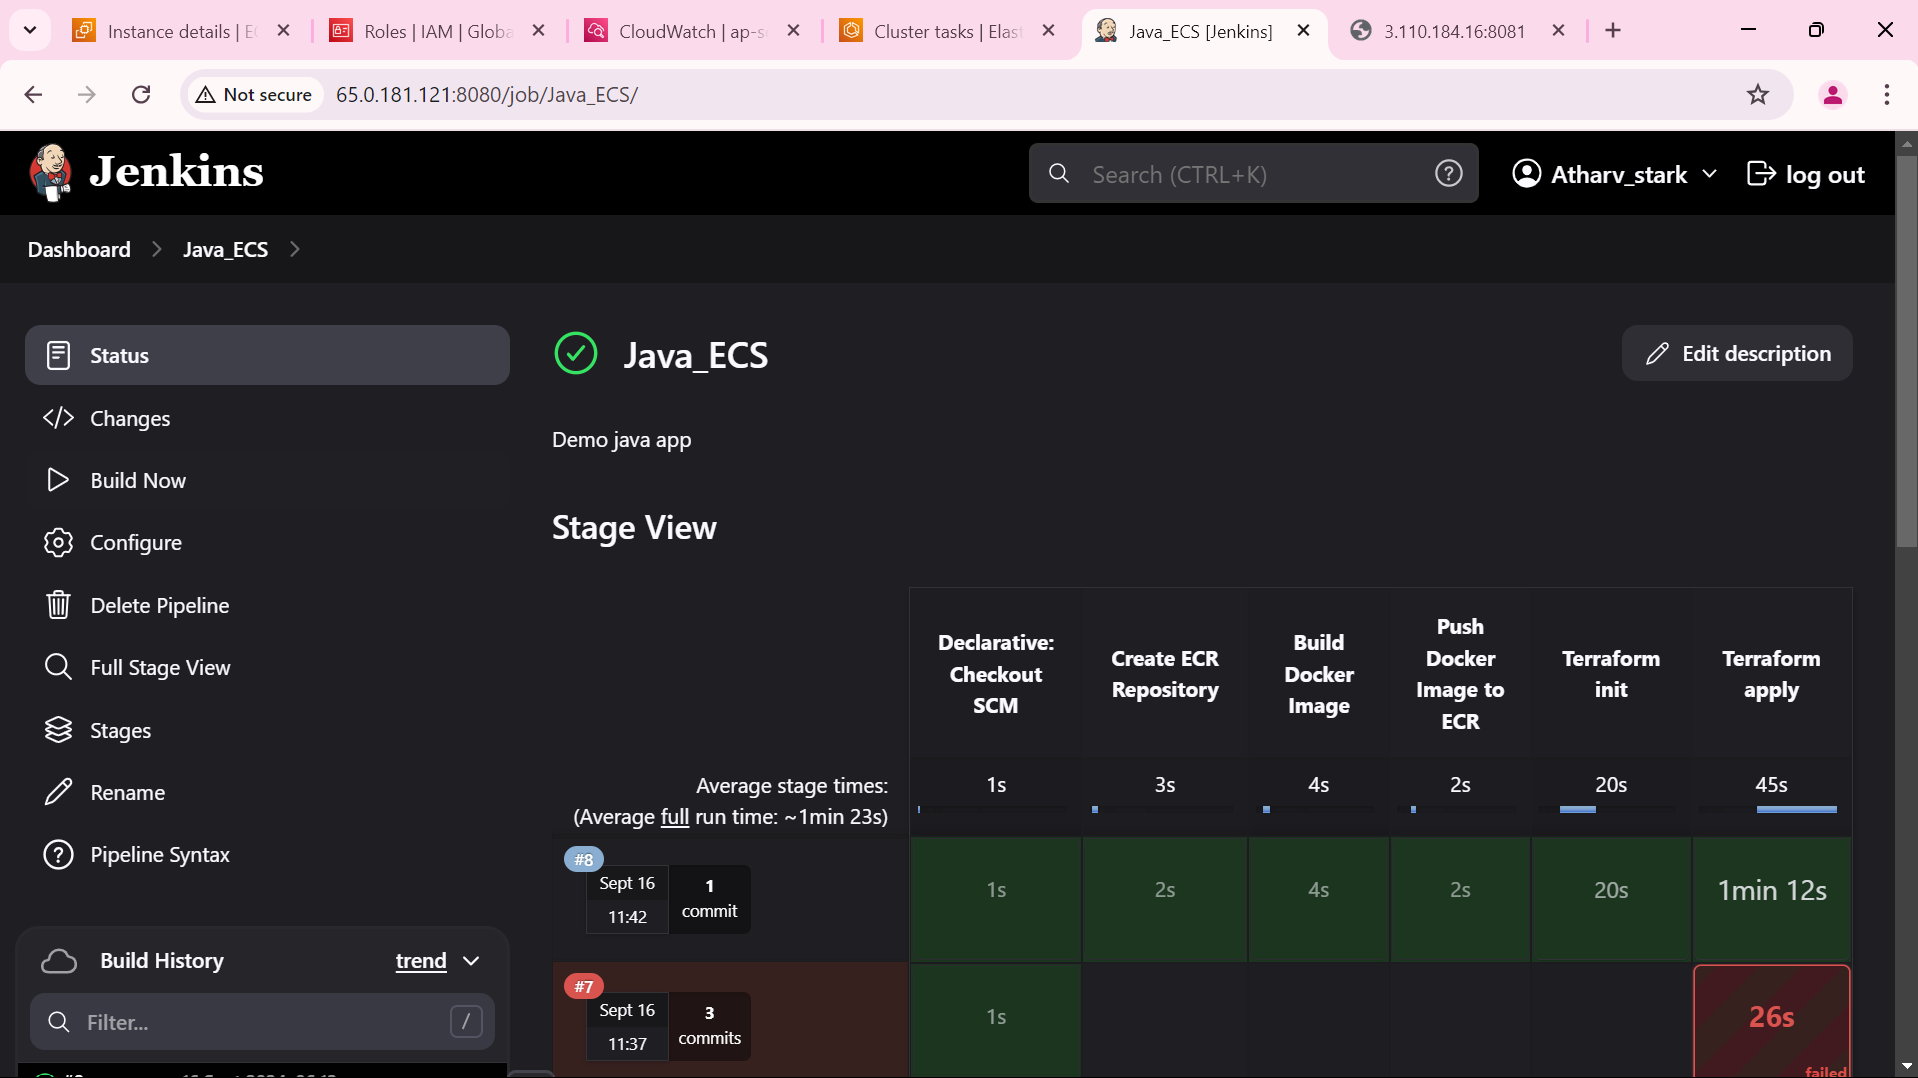 Instance details | EC
Roles | IAM | Globa
CloudWatch | ap-s
Cluster tasks | Elast
Java_ECS [Jenkins]
3.110.184.16:8081
Not secure
65.0.181.121:8080/job/Java_ECS/
Jenkins
Search (CTRL+K)
Atharv_stark
log out
Dashboard
Java_ECS
Status
Changes
Build Now
Configure
Delete Pipeline
Full Stage View
Stages
Rename
Pipeline Syntax
Build History
trend
Filter...
/
Java_ECS
Edit description
Demo java app
Stage View
Declarative:
Checkout
SCM
Create ECR
Repository
Build
Docker
Image
Push
Docker
Image to
ECR
Terraform
init
Terraform
apply
Average stage times:
(Average full run time: ~1min 23s)
1s
3s
4s
2s
20s
45s
#8
Sept 16
11:42
1
commit
1s
2s
4s
2s
20s
1min 12s
#7
Sept 16
11:37
3
commits
1s
26s
failed